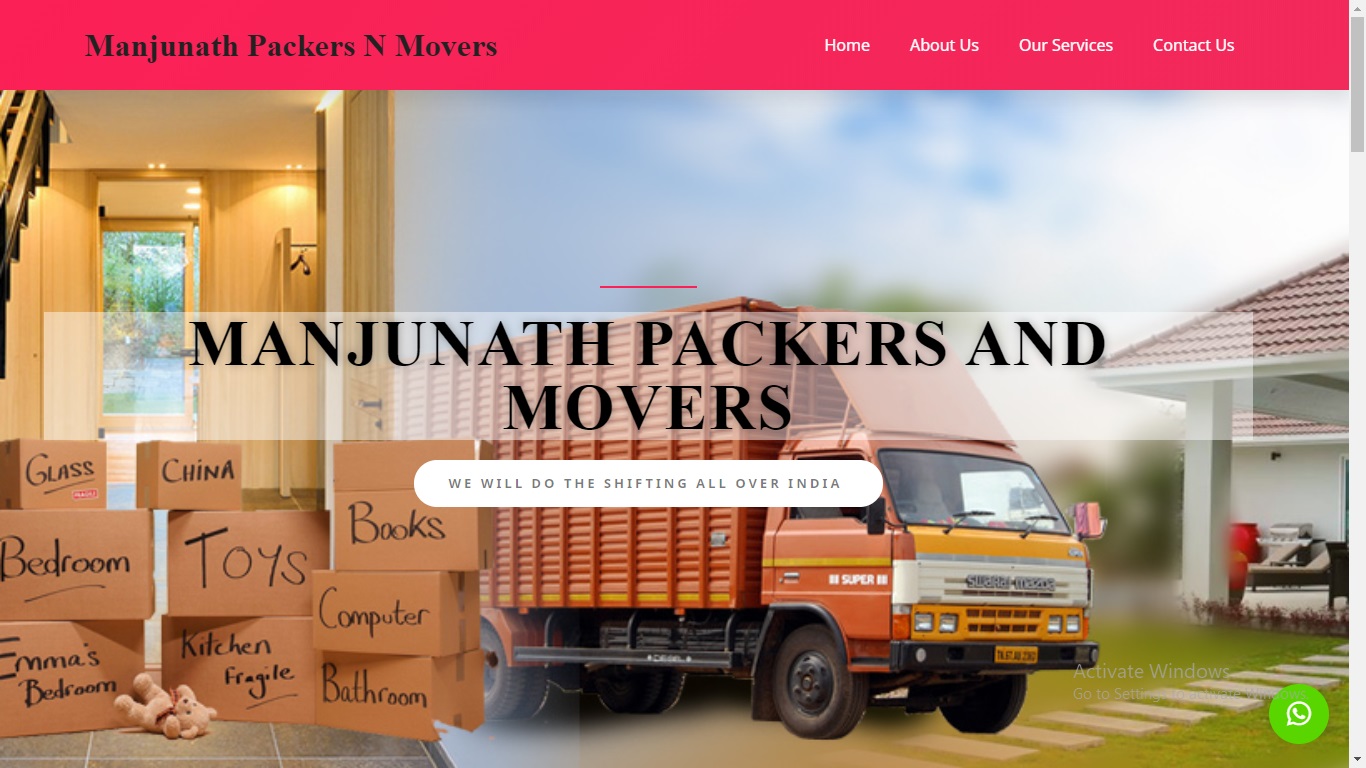 Manjunath Packers N Movers
Home
About Us
Our Services
Contact Us
MANJUNATH PACKERS AND
MOVERS
WE WILL DO THE SHIFTING ALL OVER INDIA
GLASS
FRAGILE
CHINA
Books
Bedroom
TOYS
Computer
Emma's
Bedroom
Kitchen
Fragile
Bathroom
SUPER
swaraj mazda
DIESEL
Activate Windows
Go to Settings to activate Windows.